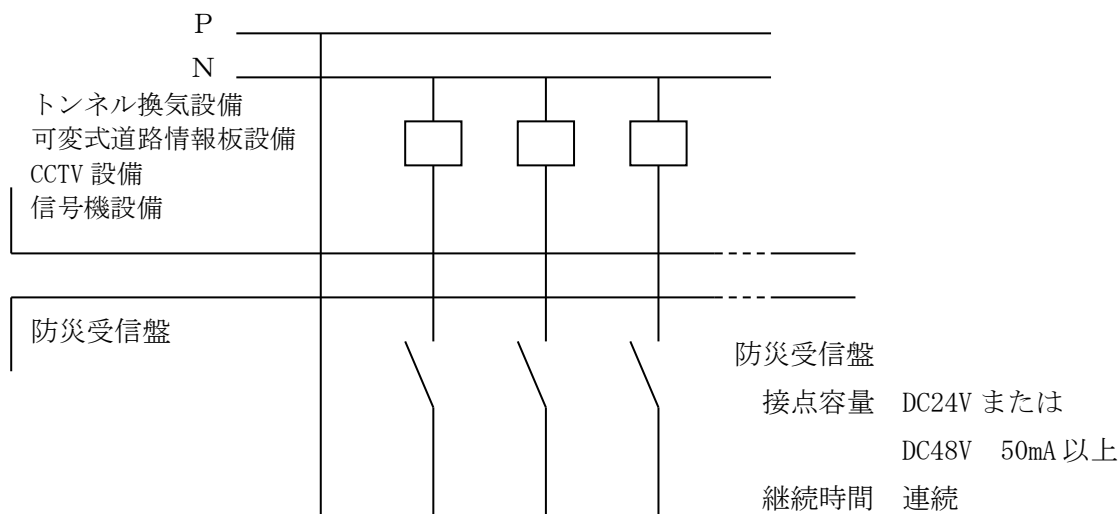 P
N
トンネル換気設備
可変式道路情報板設備
CCTV 設備
信号機設備
防災受信盤
防災受信盤
接点容量 DC24V または
DC48V 50mA 以上
継続時間 連続